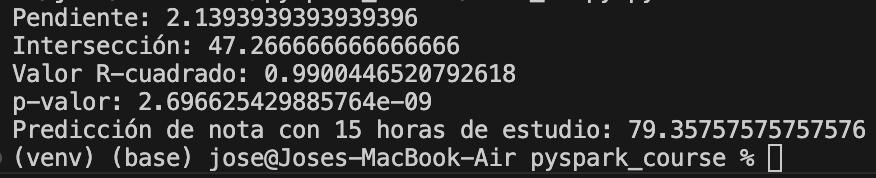 Pendiente: 2.1393939393939396
Intersección: 47.2666666666666666
Valor R-cuadrado: 0.9900446520792618
p-valor: 2.696625429885764e-09
Predicción de nota con 15 horas de estudio: 79.35757575757576
(venv) (base) jose@Joses-MacBook-Air pyspark_course %